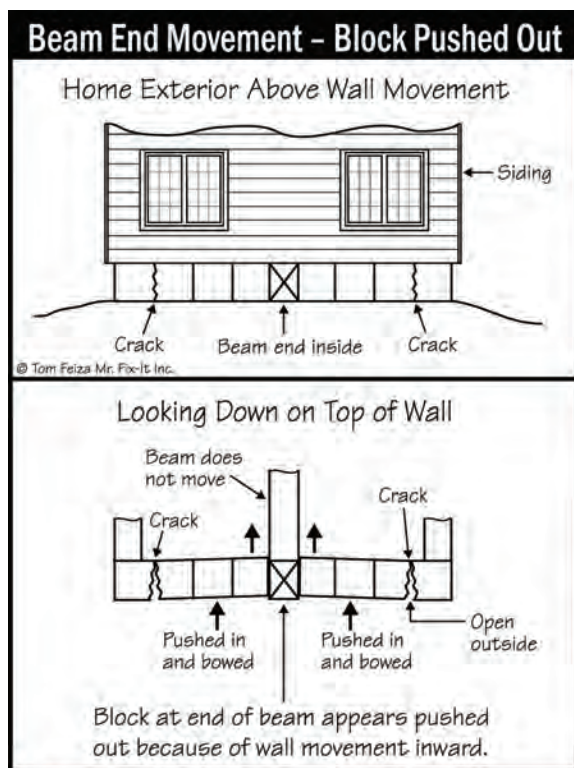 Beam End Movement – Block Pushed Out
Home Exterior Above Wall Movement
Siding
Crack
Beam end inside
Crack
© Tom Feiza Mr. Fix-It Inc.
Looking Down on Top of Wall
Beam does
not move
Crack
Crack
Pushed in
and bowed
Pushed in
and bowed
Open
outside
Block at end of beam appears pushed
out because of wall movement inward.